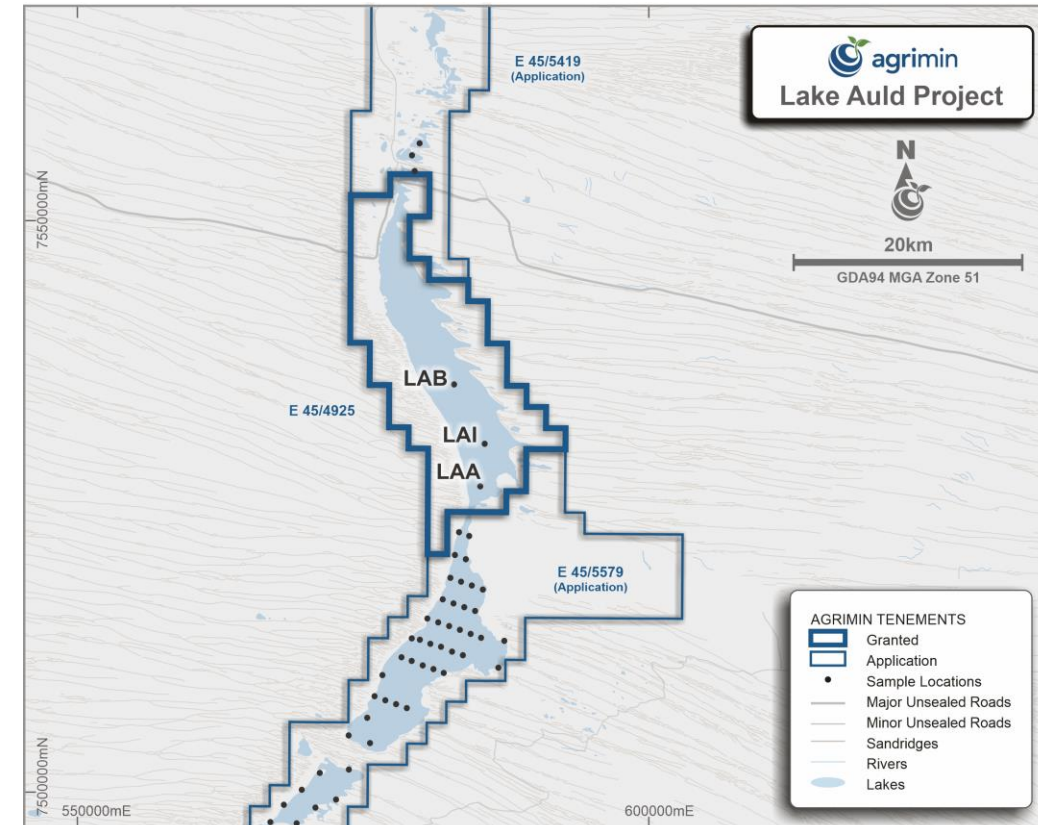 E 45/5419
(Application)
agrimin
Lake Auld Project
N
20km
GDA94 MGA Zone 51
7550000mN
LAB
E 45/4925
LAI
LAA
E 45/5579
(Application)
AGRIMIN TENEMENTS
Granted
Application
Sample Locations
Major Unsealed Roads
Minor Unsealed Roads
Sandridges
Rivers
Lakes
7500000mN
550000mE
600000mE